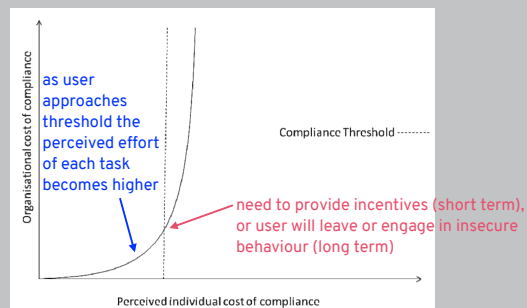 Organisational cost of compliance
as user
approaches
threshold the
perceived effort
of each task
becomes higher
Compliance Threshold --------
need to provide incentives (short term),
or user will leave or engage in insecure
behaviour (long term)
Perceived individual cost of compliance